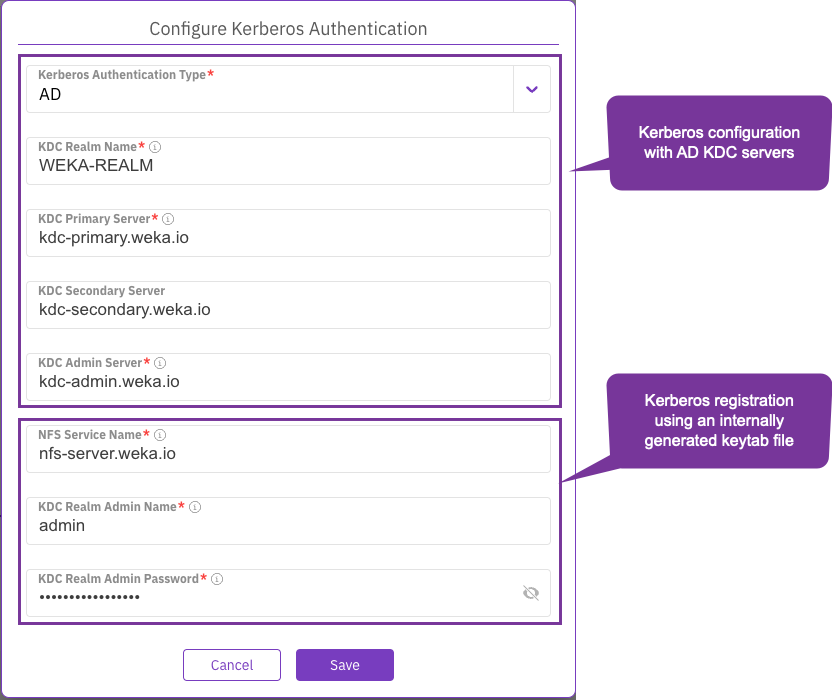 Configure Kerberos Authentication
Kerberos Authentication Type*
AD
KDC Realm Name*
WEKA-REALM
KDC Primary Server*
kdc-primary.weka.io
KDC Secondary Server
kdc-secondary.weka.io
KDC Admin Server*
kdc-admin.weka.io
Kerberos configuration
with AD KDC servers
NFS Service Name*
nfs-server.weka.io
KDC Realm Admin Name*
admin
KDC Realm Admin Password*
•••••••••••••••••
Kerberos registration
using an internally
generated keytab file
Cancel
Save